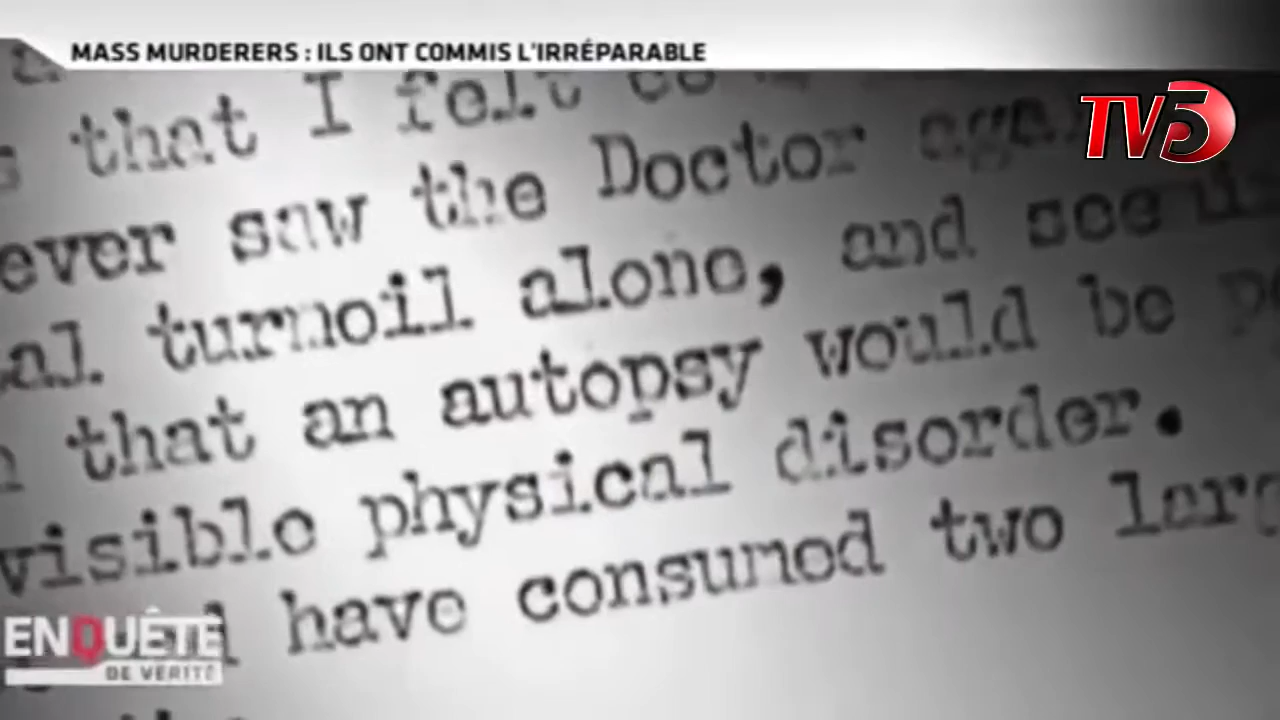 MASS MURDERERS : ILS ONT COMMIS L'IRRÉPARABLE
TV5
that I felt
ever saw the Doctor
turmoil alone, and
that an autopsy would be
visible physical disorder.
have consumed two
ENQUÊTE
DE VÉRITÉ